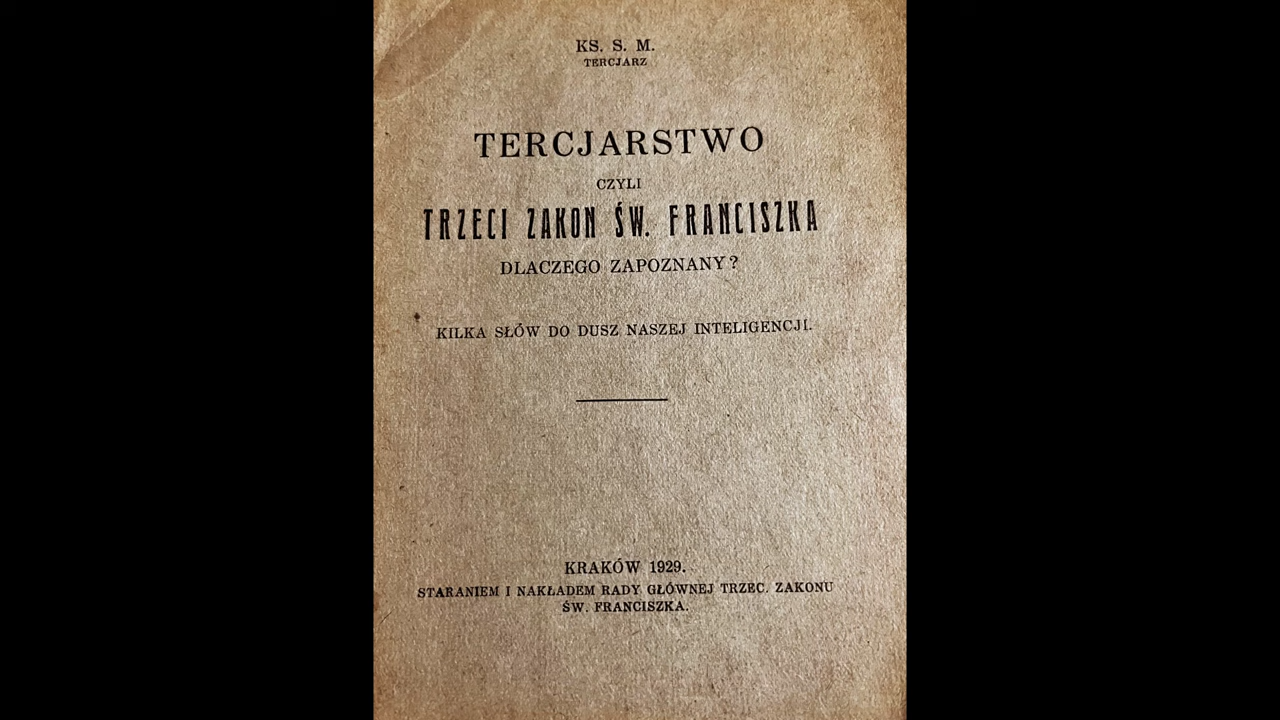 KS. S. M.
TERCJARZ
TERCJARSTWO
CZYLI
TRZECI ZAKON ŚW. FRANCISZKA
DLACZEGO ZAPOZNANY?
KILKA SŁÓW DO DUSZ NASZEJ INTELIGENCJI.
KRAKÓW 1929.
STARANIEM I NAKŁADEM RADY GŁÓWNEJ TRZEC. ZAKONU
ŚW. FRANCISZKA.